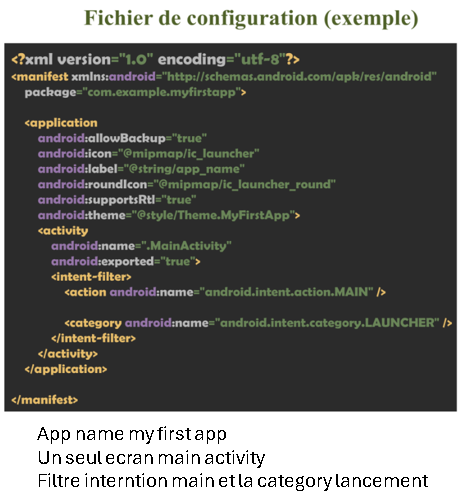 Fichier de configuration (exemple)
<?xml version="1.0" encoding="utf-8"?>
<manifest xmlns:android="http://schemas.android.com/apk/res/android"
package="com.example.myfirstapp">
<application
android:allowBackup="true"
android:icon="@mipmap/ic_launcher"
android:label="@string/app_name"
android:roundIcon="@mipmap/ic_launcher_round"
android:supportsRtl="true"
android:theme="@style/Theme.MyFirstApp">
<activity
android:name=".MainActivity"
android:exported="true">
<intent-filter>
<action android:name="android.intent.action.MAIN" />
<category android:name="android.intent.category.LAUNCHER" />
</intent-filter>
</activity>
</application>
</manifest>
App name my first app
Un seul ecran main activity
Filtre interntion main et la category lancement